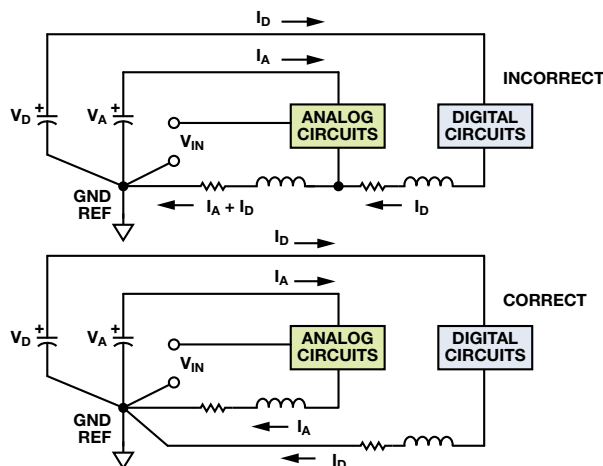 I_D
I_A
INCORRECT
V_D +
V_A +
V_IN
ANALOG
CIRCUITS
DIGITAL
CIRCUITS
GND
REF
I_A + I_D
I_D
I_D
I_A
CORRECT
V_D +
V_A +
V_IN
ANALOG
CIRCUITS
DIGITAL
CIRCUITS
GND
REF
I_A
I_D